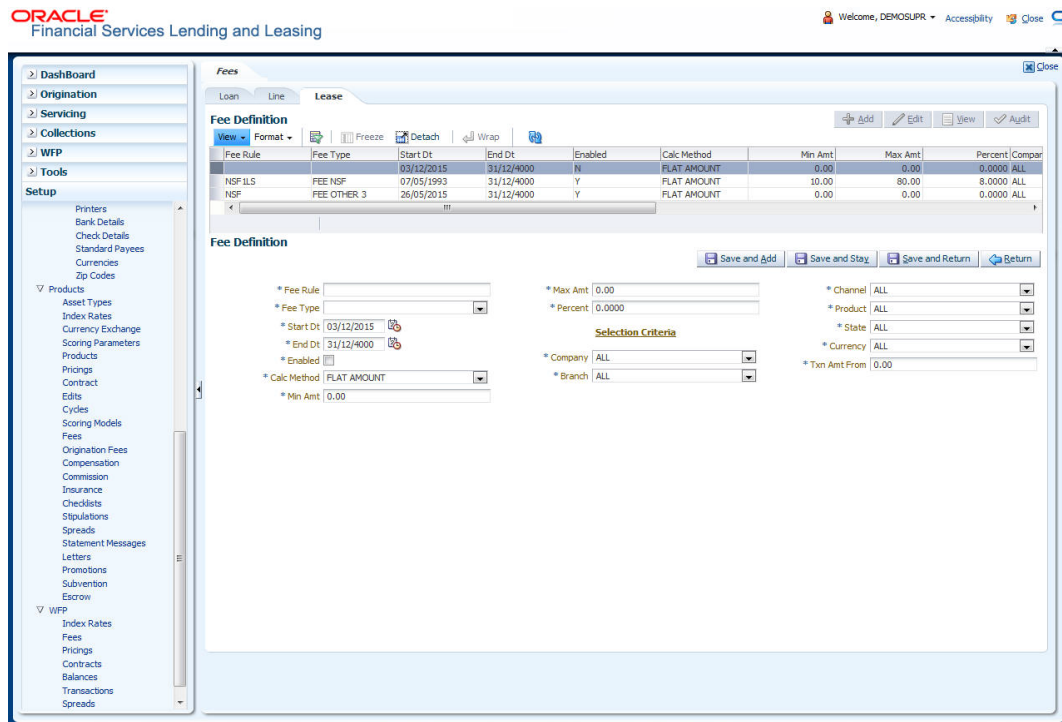 ORACLE
Financial Services Lending and Leasing
Welcome, DEMOSUPR
Accessibility
Close
DashBoard
Origination
Servicing
Collections
WFP
Tools
Setup
Printers
Bank Details
Check Details
Standard Payees
Currencies
Zip Codes
Products
Asset Types
Index Rates
Currency Exchange
Scoring Parameters
Products
Pricings
Contract
Edits
Cycles
Scoring Models
Fees
Origination Fees
Compensation
Commission
Insurance
Checklists
Stipulations
Spreads
Statement Messages
Letters
Promotions
Subvention
Escrow
WFP
Index Rates
Fees
Pricings
Contracts
Balances
Transactions
Spreads
Fees
Close
Loan Line Lease
Fee Definition
Add Edit View Audit
View Format Freeze Detach Wrap
Fee Rule Fee Type Start Dt End Dt Enabled Calc Method Min Amt Max Amt Percent Compar
03/12/2015 31/12/4000 N FLAT AMOUNT 0.00 0.00 0.0000 ALL
NSF1LS FEE NSF 07/05/1993 31/12/4000 Y FLAT AMOUNT 10.00 80.00 8.0000 ALL
NSF FEE OTHER 3 26/05/2015 31/12/4000 Y FLAT AMOUNT 0.00 0.00 0.0000 ALL
Fee Definition
Save and Add Save and Stay Save and Return Return
* Fee Rule
* Fee Type
* Start Dt 03/12/2015
* End Dt 31/12/4000
* Enabled
* Calc Method FLAT AMOUNT
* Min Amt 0.00
* Max Amt 0.00
* Percent 0.0000
Selection Criteria
* Company ALL
* Branch ALL
* Channel ALL
* Product ALL
* State ALL
* Currency ALL
* Txn Amt From 0.00